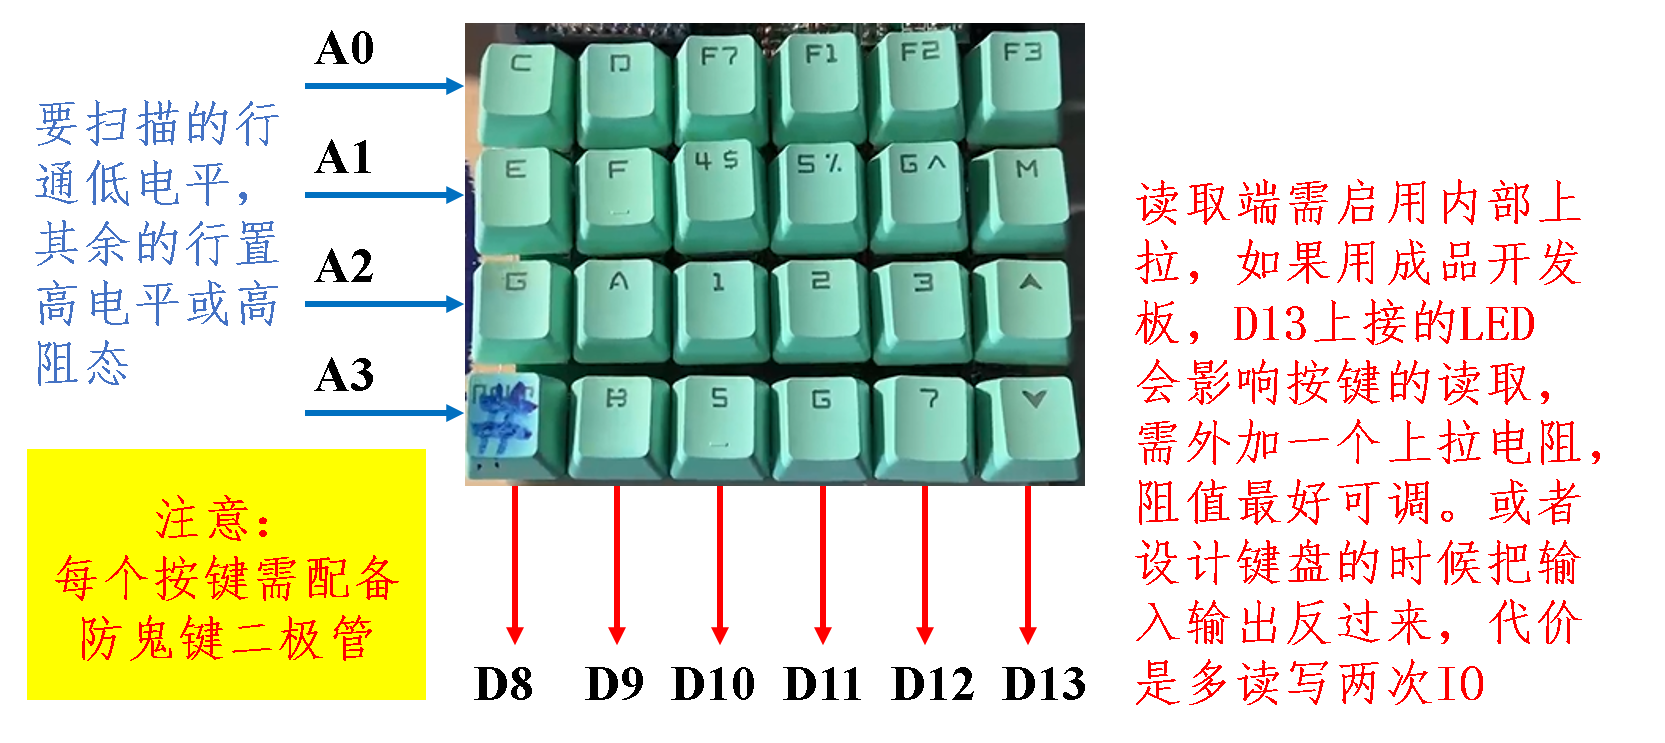 A0
A1
A2
A3
要扫描的行
通低电平，
其余的行置
高电平或高
阻态
注意：
每个按键需配备
防鬼键二极管
C D F7 F1 F2 F3
E F 4 $ 5 % G ^ M
G A 1 2 3
B 5 G 7
D8 D9 D10 D11 D12 D13
读取端需启用内部上
拉，如果用成品开发
板，D13上接的LED
会影响按键的读取，
需外加一个上拉电阻，
阻值最好可调。或者
设计键盘的时候把输
入输出反过来，代价
是多读写两次IO